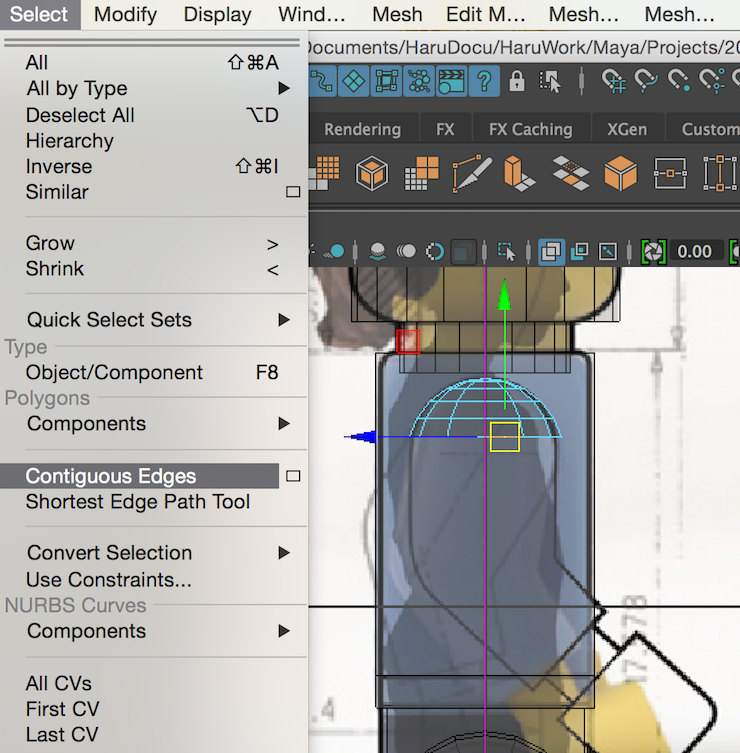 Select Modify Display Wind... Mesh Edit M... Mesh... Mesh...
Documents/HaruDocu/HaruWork/Maya/Projects/20
All ⇧⌘A
All by Type ▶
Deselect All ⌥D
Hierarchy
Inverse ⇧⌘I
Similar
Rendering FX FX Caching XGen Custom
Grow >
Shrink <
0.00
Quick Select Sets ▶
Type
Object/Component F8
Polygons
Components ▶
Contiguous Edges
Shortest Edge Path Tool
Convert Selection ▶
Use Constraints...
NURBS Curves
Components ▶
All CVs
First CV
Last CV
.4